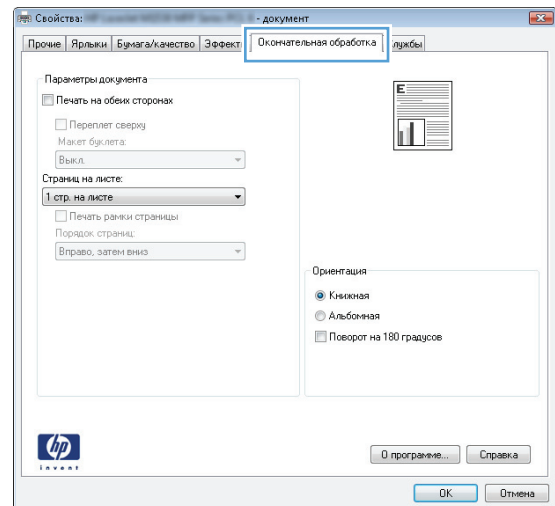 Свойства: - документ
Прочие Ярлыки Бумага/качество Эффект Окончательная обработка лужбы
Параметры документа
Печать на обеих сторонах
Переплет сверху
Макет буклета:
Выкл.
Страниц на листе:
1 стр. на листе
Печать рамки страницы
Порядок страниц:
Вправо, затем вниз
E
Ориентация
Книжная
Альбомная
Поворот на 180 градусов
hp
invent
О программе... Справка
OK Отмена